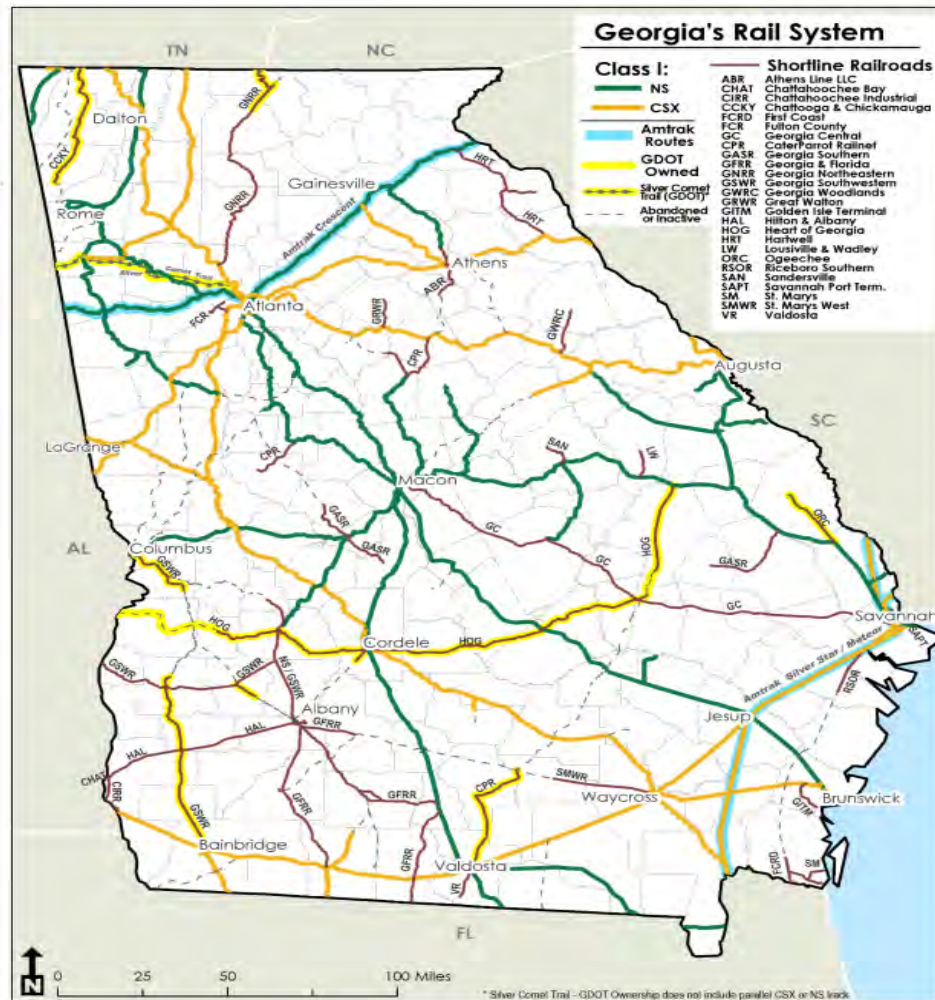 Georgia's Rail System
Class I:
NS
CSX
Amtrak
Routes
GDOT
Owned
Silver Comet
Trail (GDOT)*
Abandoned
or Inactive
Shortline Railroads
ABR Athens Line LLC
CHAT Chattahoochee Bay
CIRR Chattahoochee Industrial
CCKY Chattooga & Chickamauga
FCRD First Coast
FCR Fulton County
GC Georgia Central
CPR CaterParrot Railnet
GASR Georgia Southern
GFRR Georgia & Florida
GNRR Georgia Northeastern
GSWR Georgia Southwestern
GWRC Georgia Woodlands
GRWR Great Walton
GITM Golden Isle Terminal
HAL Hilton & Albany
HOG Heart of Georgia
HRT Hartwell
LW Lousiville & Wadley
ORC Ogeechee
RSOR Riceboro Southern
SAN Sandersville
SAPT Savannah Port Term.
SM St. Marys
SMWR St. Marys West
VR Valdosta
TN
NC
GNRR
Dalton
CCKY
HRT
Gainesville
GNRR
HRT
Rome
Amtrak Crescent
Athens
Silver Comet Trail
ABR
Atlanta
FCR
GRWR
GWRC
CPR
Augusta
SC
LaGrange
CPR
SAN
LW
Macon
GASR
GC
ORC
AL
Columbus
GASR
GC
HOG
GASR
GSWR
GC
Savannah
HOG
SAPT
Cordele
HOG
GSWR
GSWR
NS / GSWR
Amtrak Silver Star / Meteor
RSOR
Albany
Jesup
HAL
GFRR
HAL
CHAT
CIRR
CPR
SMWR
GFRR
Waycross
Brunswick
GITM
GFRR
GSWR
Bainbridge
GFRR
Valdosta
VR
FCRD
SM
FL
N
0 25 50 100 Miles
* Silver Comet Trail - GDOT Ownership does not include parallel CSX or NS track